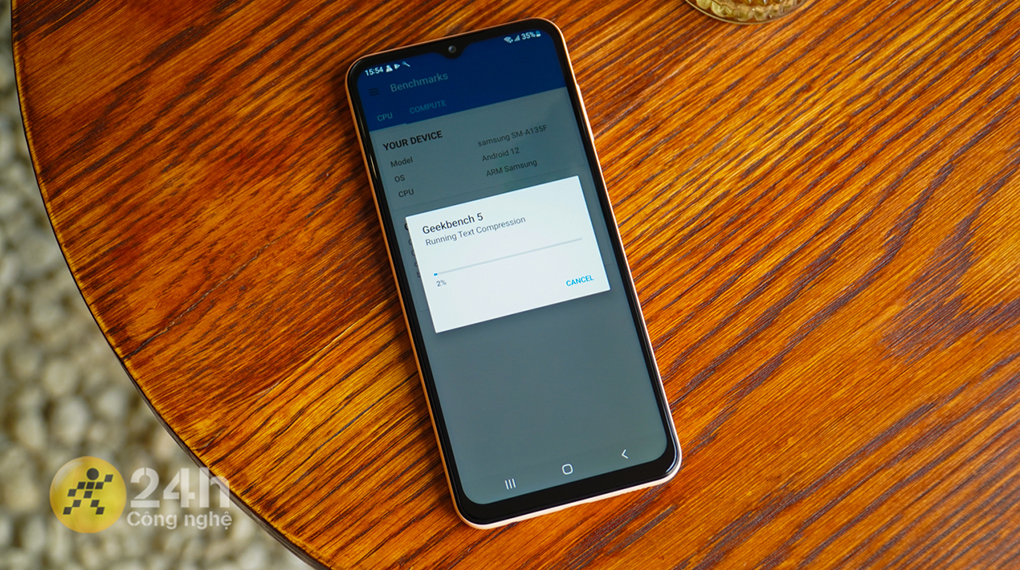 15:54
35%
Benchmarks
CPU COMPUTE
YOUR DEVICE
Model samsung SM-A135F
OS Android 12
CPU ARM Samsung
Geekbench 5
Running Text Compression
2%
CANCEL
24h
Công nghệ